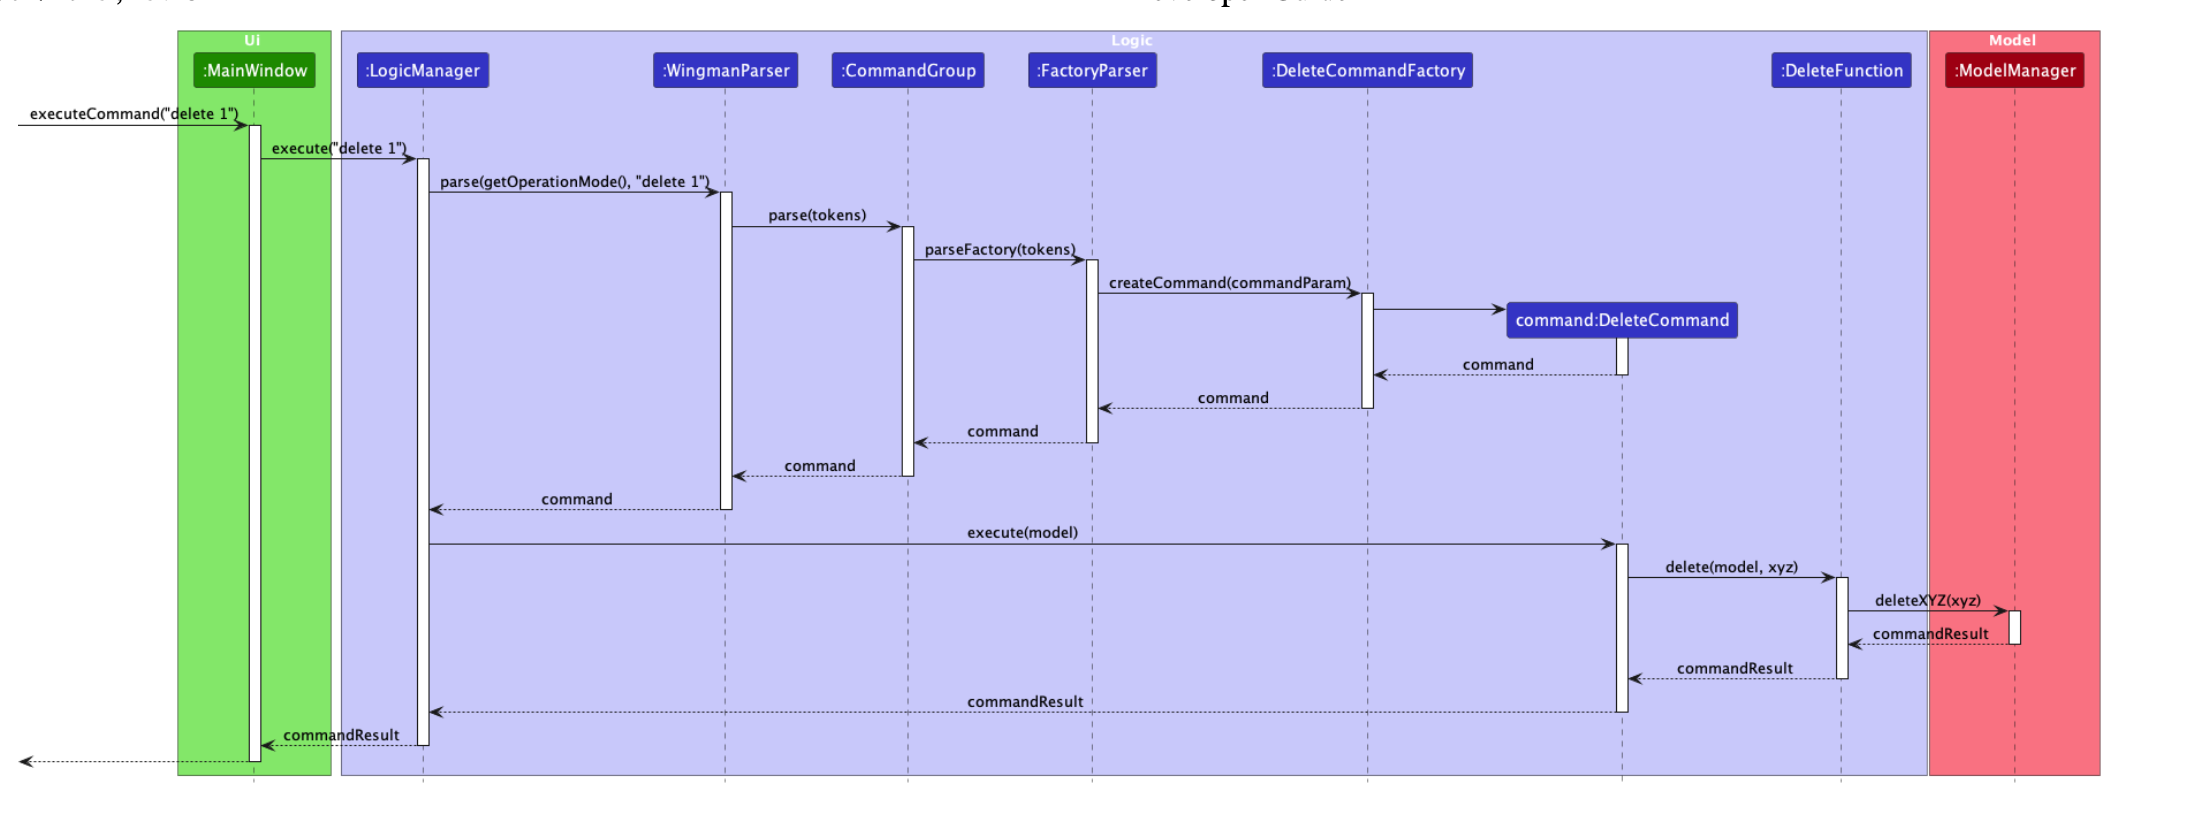 Ui
Logic
Model
:MainWindow
:LogicManager
:WingmanParser
:CommandGroup
:FactoryParser
:DeleteCommandFactory
:DeleteFunction
:ModelManager
executeCommand("delete 1")
execute("delete 1")
parse(getOperationMode(), "delete 1")
parse(tokens)
parseFactory(tokens)
createCommand(commandParam)
command:DeleteCommand
command
command
command
command
command
execute(model)
delete(model, xyz)
deleteXYZ(xyz)
commandResult
commandResult
commandResult
commandResult